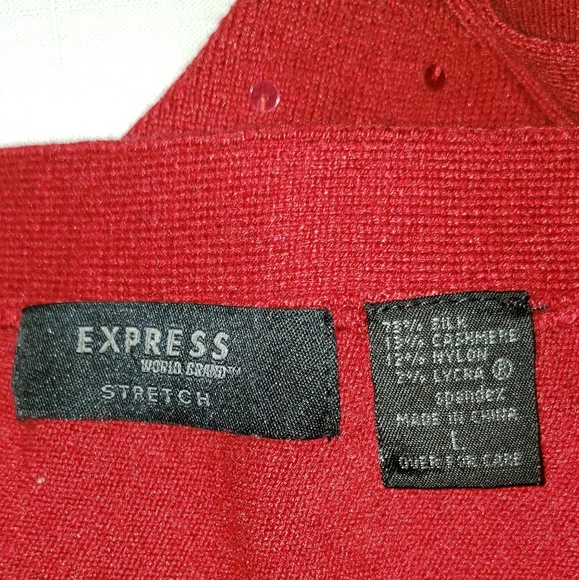 EXPRESS
WORLD BRAND™
STRETCH
73% SILK
13% CASHMERE
12% NYLON
2% LYCRA ®
spandex
MADE IN CHINA
L
OVER FOR CARE